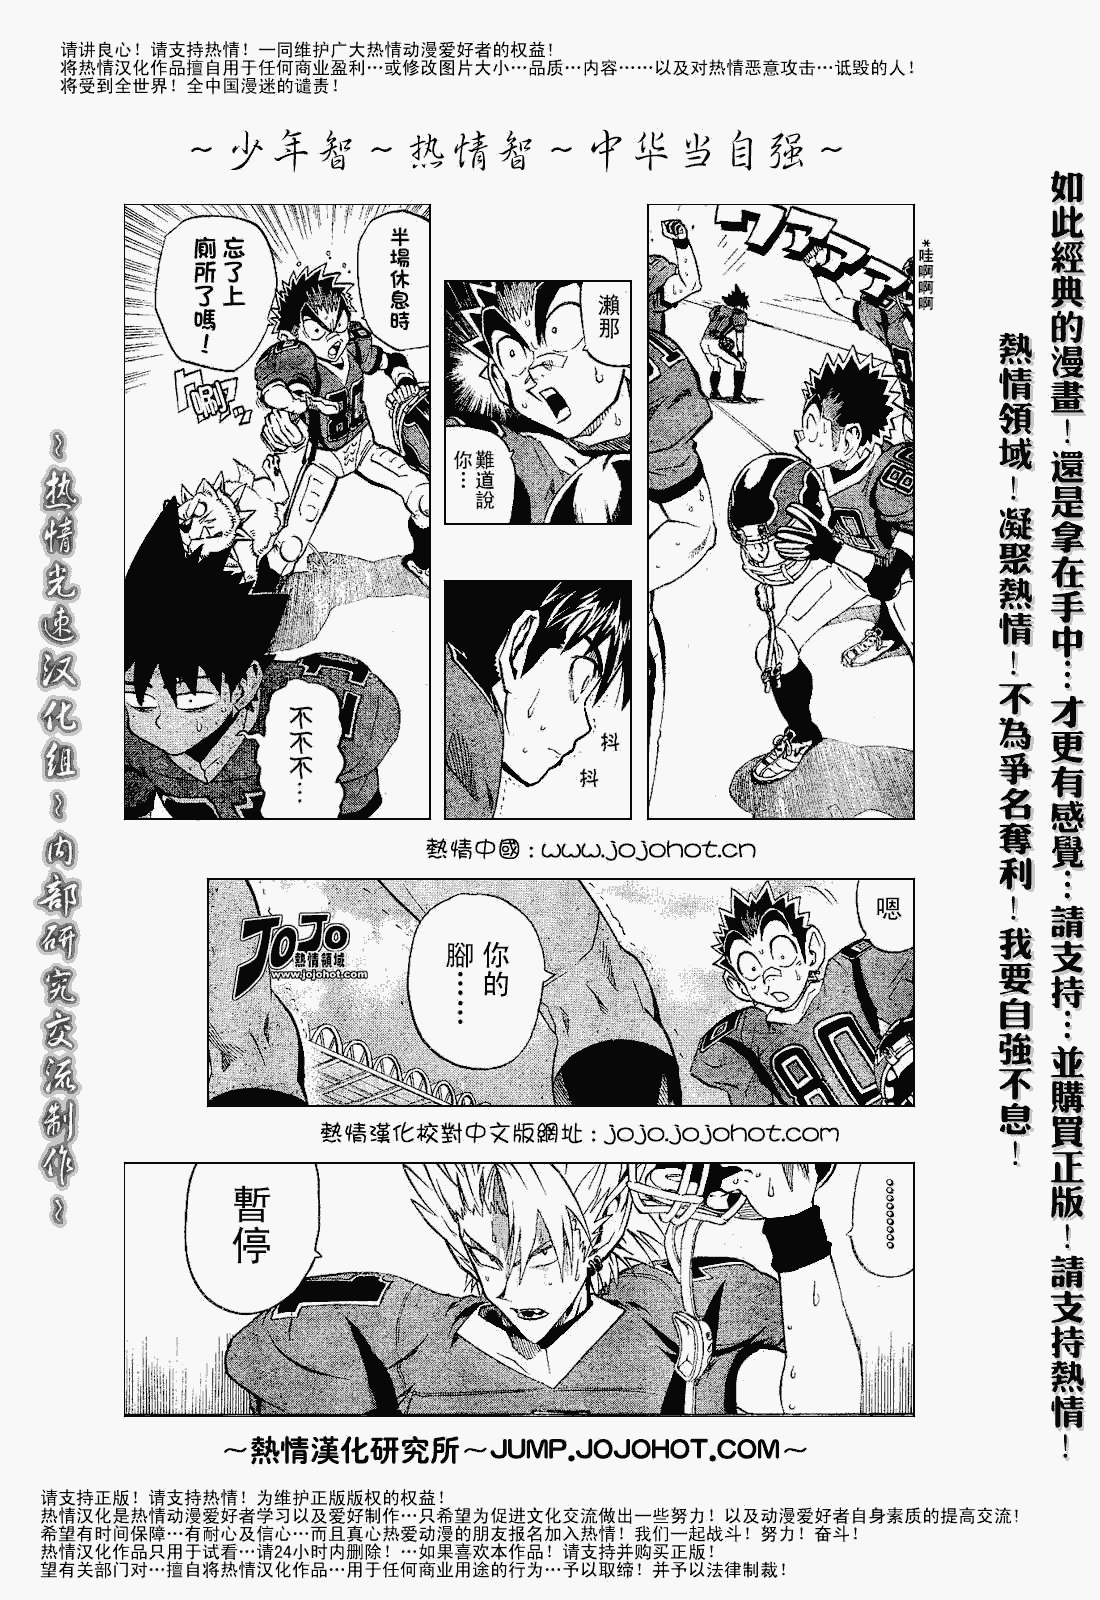 请讲良心！请支持热情！一同维护广大热情动漫爱好者的权益！
将热情汉化作品擅自用于任何商业盈利…或修改图片大小…品质…内容……以及对热情恶意攻击…诋毁的人！
将受到全世界！全中国漫迷的谴责！
～少年智～热情智～中华当自强～
如此經典的漫畫！還是拿在手中…才更有感覺…請支持…並購買正版！請支持熱情！
熱情領域！凝聚熱情！不為爭名奪利！我要自強不息！
ワアアアア
*哇啊啊啊
瀨那
難道說
你…
抖
抖
半場休息時
忘了上
廁所了嗎！
不不不…
～热情光速汉化组～内部研究交流制作～
熱情中國：www.jojohot.cn
嗯
你的
腳……
JOJO
熱情領域
www.jojohot.com
熱情漢化校對中文版網址：jojo.jojohot.com
………
暫停
～熱情漢化研究所～JUMP.JOJOHOT.COM～
请支持正版！请支持热情！为维护正版版权的权益！
热情汉化是热情动漫爱好者学习以及爱好制作…只希望为促进文化交流做出一些努力！以及动漫爱好者自身素质的提高交流！
希望有时间保障…有耐心及信心…而且真心热爱动漫的朋友报名加入热情！我们一起战斗！努力！奋斗！
热情汉化作品只用于试看…请24小时内删除！…如果喜欢本作品！请支持并购买正版！
望有关部门对…擅自将热情汉化作品…用于任何商业用途的行为…予以取缔！并予以法律制裁！